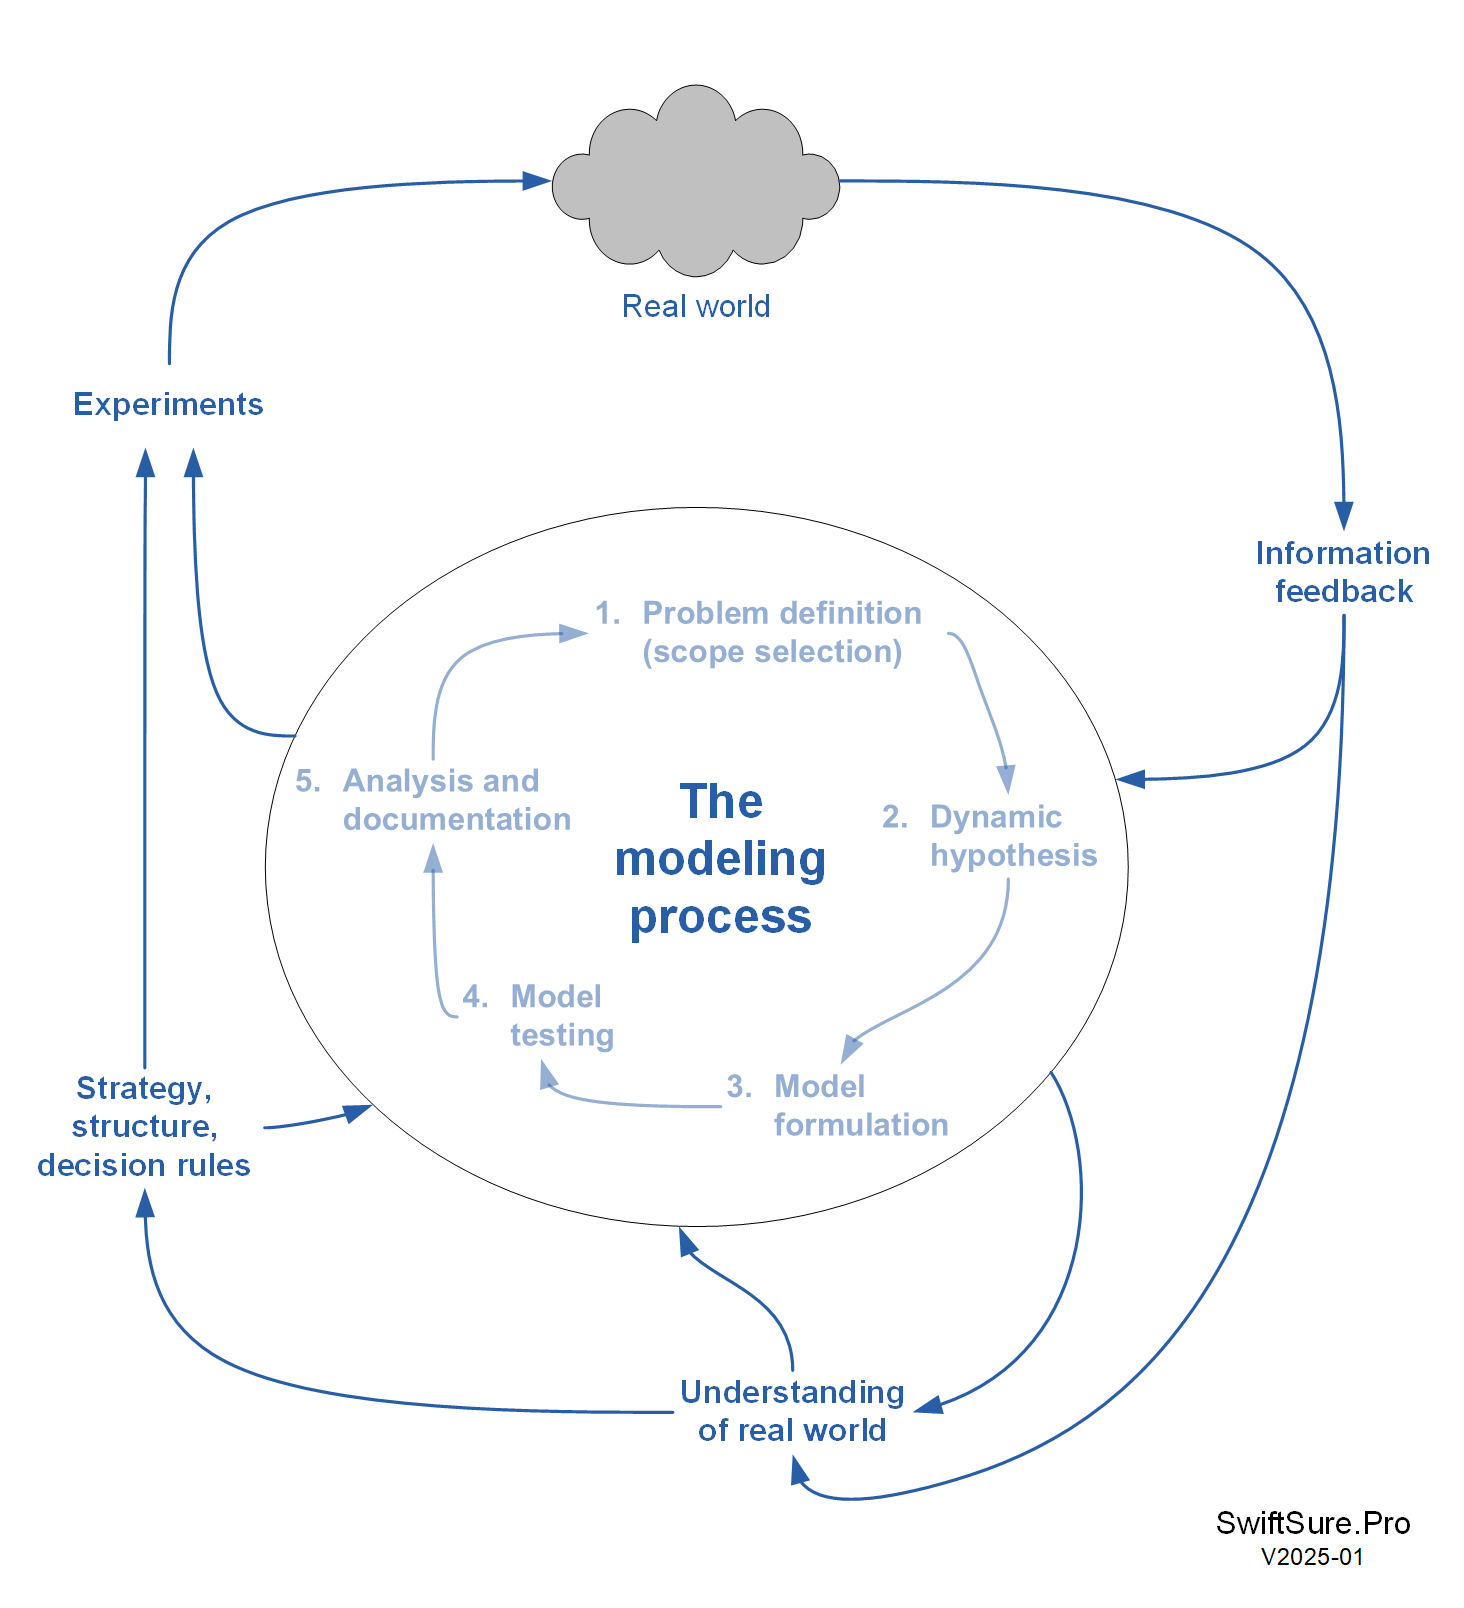 Real world
Experiments
Information
feedback
1. Problem definition
(scope selection)
5. Analysis and
documentation
The
modeling
process
2. Dynamic
hypothesis
4. Model
testing
3. Model
formulation
Strategy,
structure,
decision rules
Understanding
of real world
SwiftSure.Pro
V2025-01